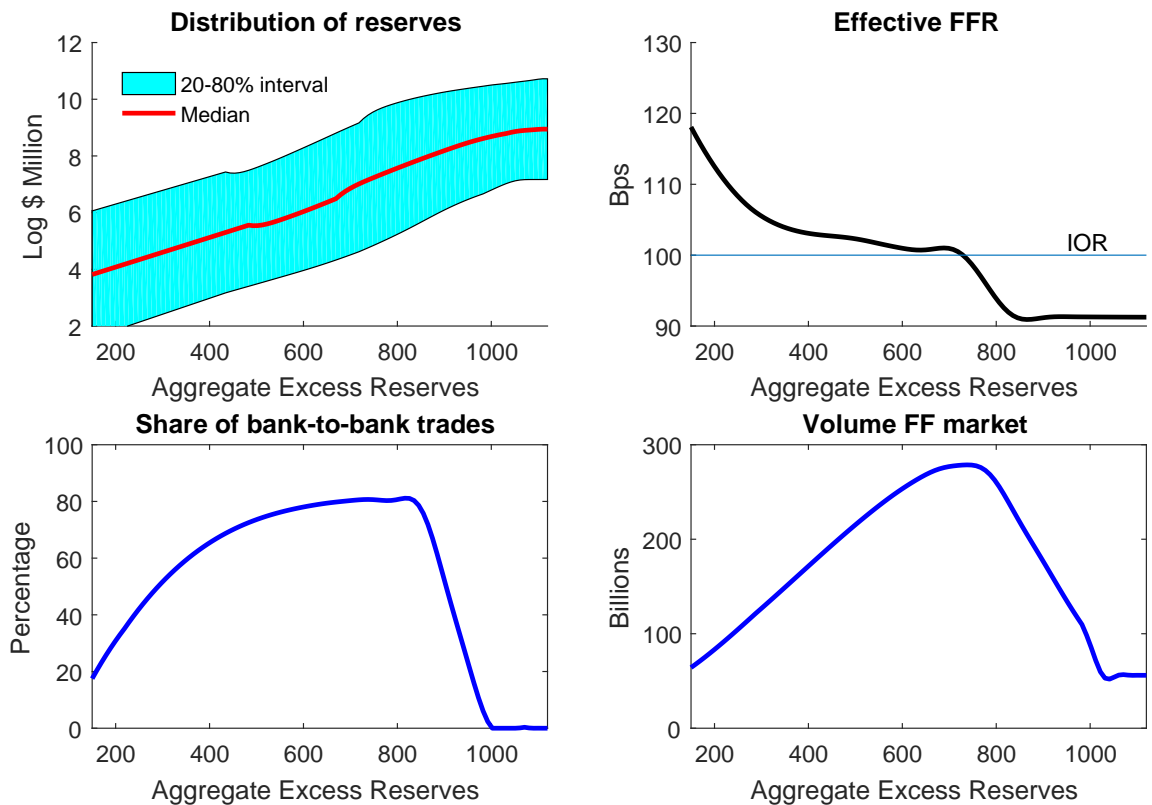 Distribution of reserves
12
10
8
6
4
2
Log $ Million
20-80% interval
Median
200 400 600 800 1000
Aggregate Excess Reserves
Effective FFR
130
120
110
100
90
Bps
IOR
200 400 600 800 1000
Aggregate Excess Reserves
Share of bank-to-bank trades
100
80
60
40
20
0
Percentage
200 400 600 800 1000
Aggregate Excess Reserves
Volume FF market
300
200
100
0
Billions
200 400 600 800 1000
Aggregate Excess Reserves